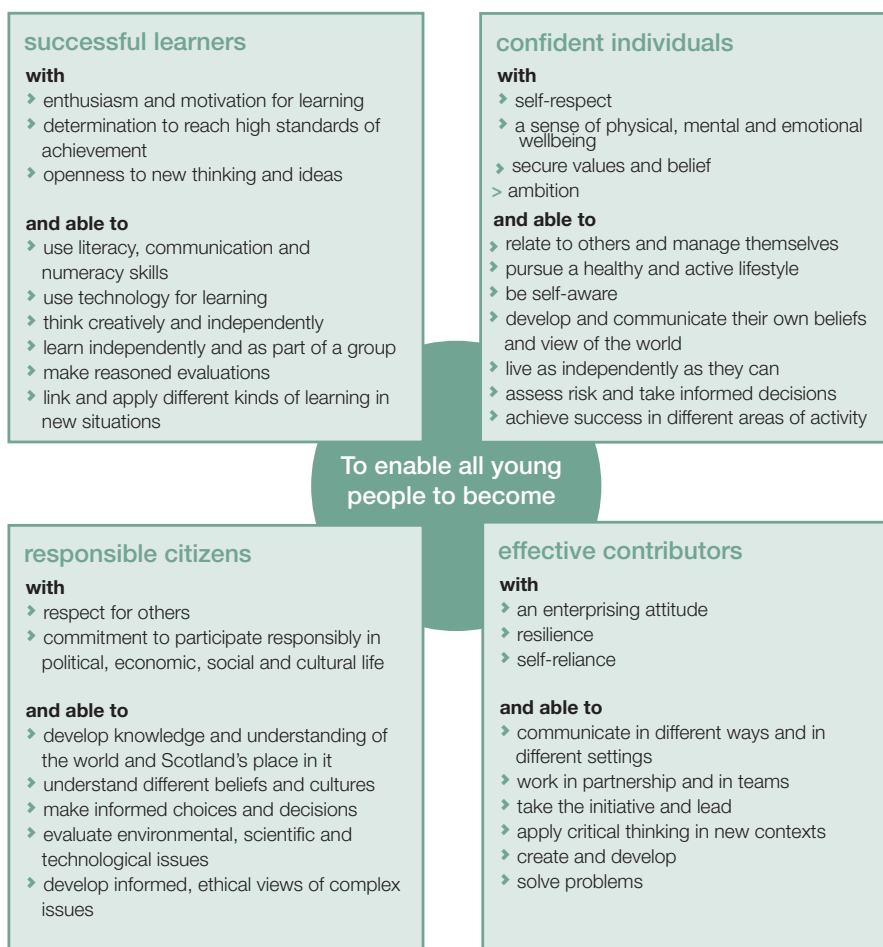 successful learners
with
> enthusiasm and motivation for learning
> determination to reach high standards of
achievement
> openness to new thinking and ideas
and able to
> use literacy, communication and
numeracy skills
> use technology for learning
> think creatively and independently
> learn independently and as part of a group
> make reasoned evaluations
> link and apply different kinds of learning in
new situations
confident individuals
with
> self-respect
> a sense of physical, mental and emotional
wellbeing
> secure values and belief
> ambition
and able to
> relate to others and manage themselves
> pursue a healthy and active lifestyle
> be self-aware
> develop and communicate their own beliefs
and view of the world
> live as independently as they can
> assess risk and take informed decisions
> achieve success in different areas of activity
To enable all young
people to become
responsible citizens
with
> respect for others
> commitment to participate responsibly in
political, economic, social and cultural life
and able to
> develop knowledge and understanding of
the world and Scotland’s place in it
> understand different beliefs and cultures
> make informed choices and decisions
> evaluate environmental, scientific and
technological issues
> develop informed, ethical views of complex
issues
effective contributors
with
> an enterprising attitude
> resilience
> self-reliance
and able to
> communicate in different ways and in
different settings
> work in partnership and in teams
> take the initiative and lead
> apply critical thinking in new contexts
> create and develop
> solve problems